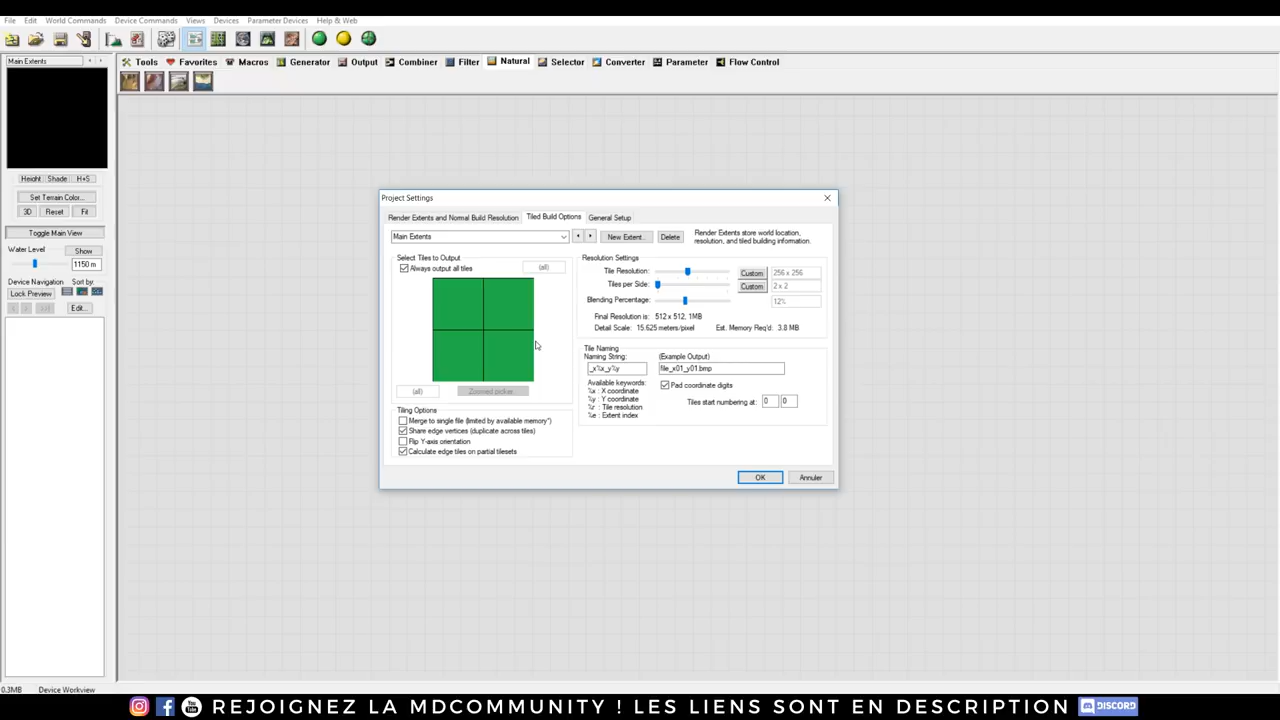 File Edit World Commands Device Commands Views Devices Parameter Devices Help & Web
Main Extents
Tools Favorites Macros Generator Output Combiner Filter Natural Selector Converter Parameter Flow Control
Height Shade H+S
Set Terrain Color...
3D Reset Fit
Toggle Main View
Water Level Show
1150 m
Device Navigation Sort by:
Lock Preview
Edit...
Project Settings
Render Extents and Normal Build Resolution Tiled Build Options General Setup
Main Extents
New Extent... Delete
Render Extents store world location,
resolution, and tiled building information.
Select Tiles to Output
Always output all tiles (all)
(all) Zoomed picker...
Tiling Options
Merge to single file (limited by available memory*)
Share edge vertices (duplicate across tiles)
Flip Y-axis orientation
Calculate edge tiles on partial tilesets
Resolution Settings
Tile Resolution: Custom 256 x 256
Tiles per Side: Custom 2 x 2
Blending Percentage: 12%
Final Resolution is: 512 x 512, 1MB
Detail Scale: 15.625 meters/pixel Est. Memory Req'd: 3.8 MB
Tile Naming
Naming String: (Example Output)
_x%x_y%y file_x01_y01.bmp
Available keywords:
%x : X coordinate
%y : Y coordinate
%r : Tile resolution
%e : Extent index
Pad coordinate digits
Tiles start numbering at: 0 0
OK Annuler
0.3MB Device Workview
REJOIGNEZ LA MDCOMMUNITY ! LES LIENS SONT EN DESCRIPTION DISCORD